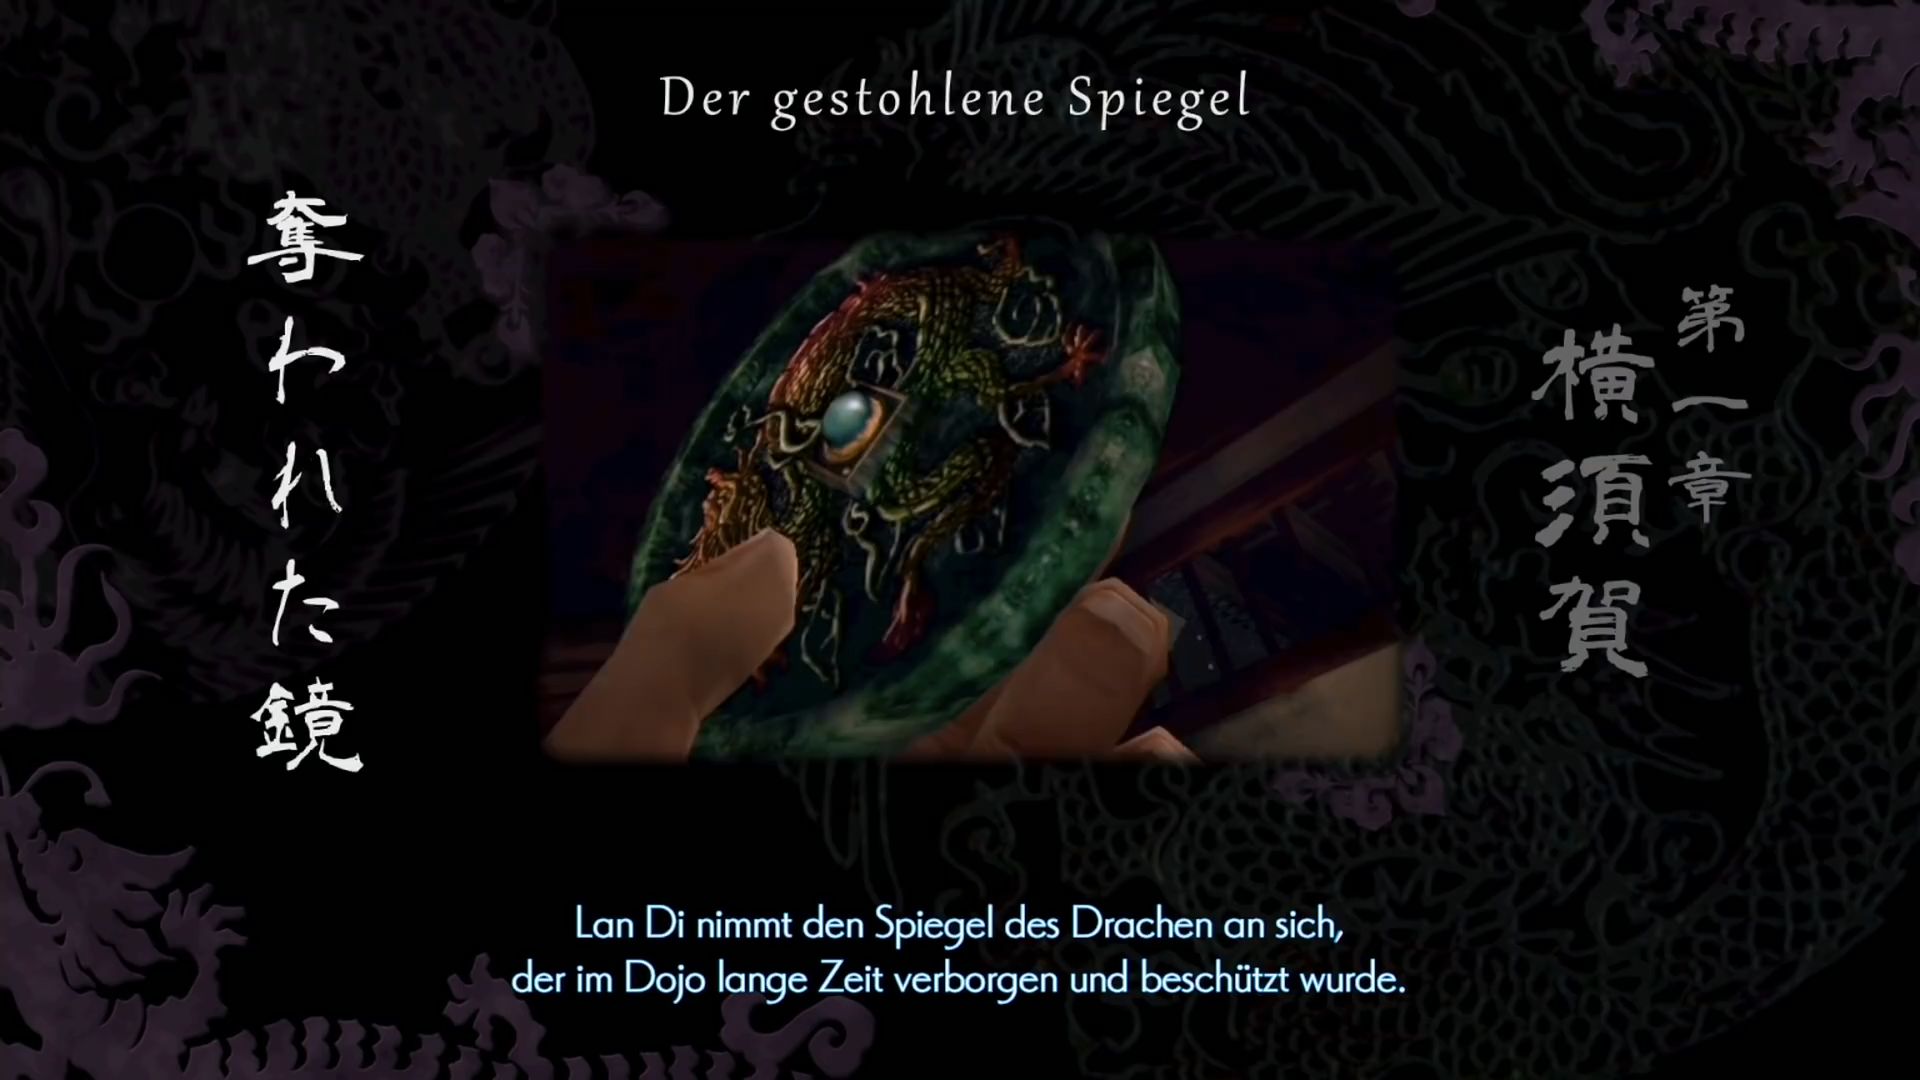 Der gestohlene Spiegel
第一章
横須賀
奪われた鏡
Lan Di nimmt den Spiegel des Drachen an sich,
der im Dojo lange Zeit verborgen und beschützt wurde.